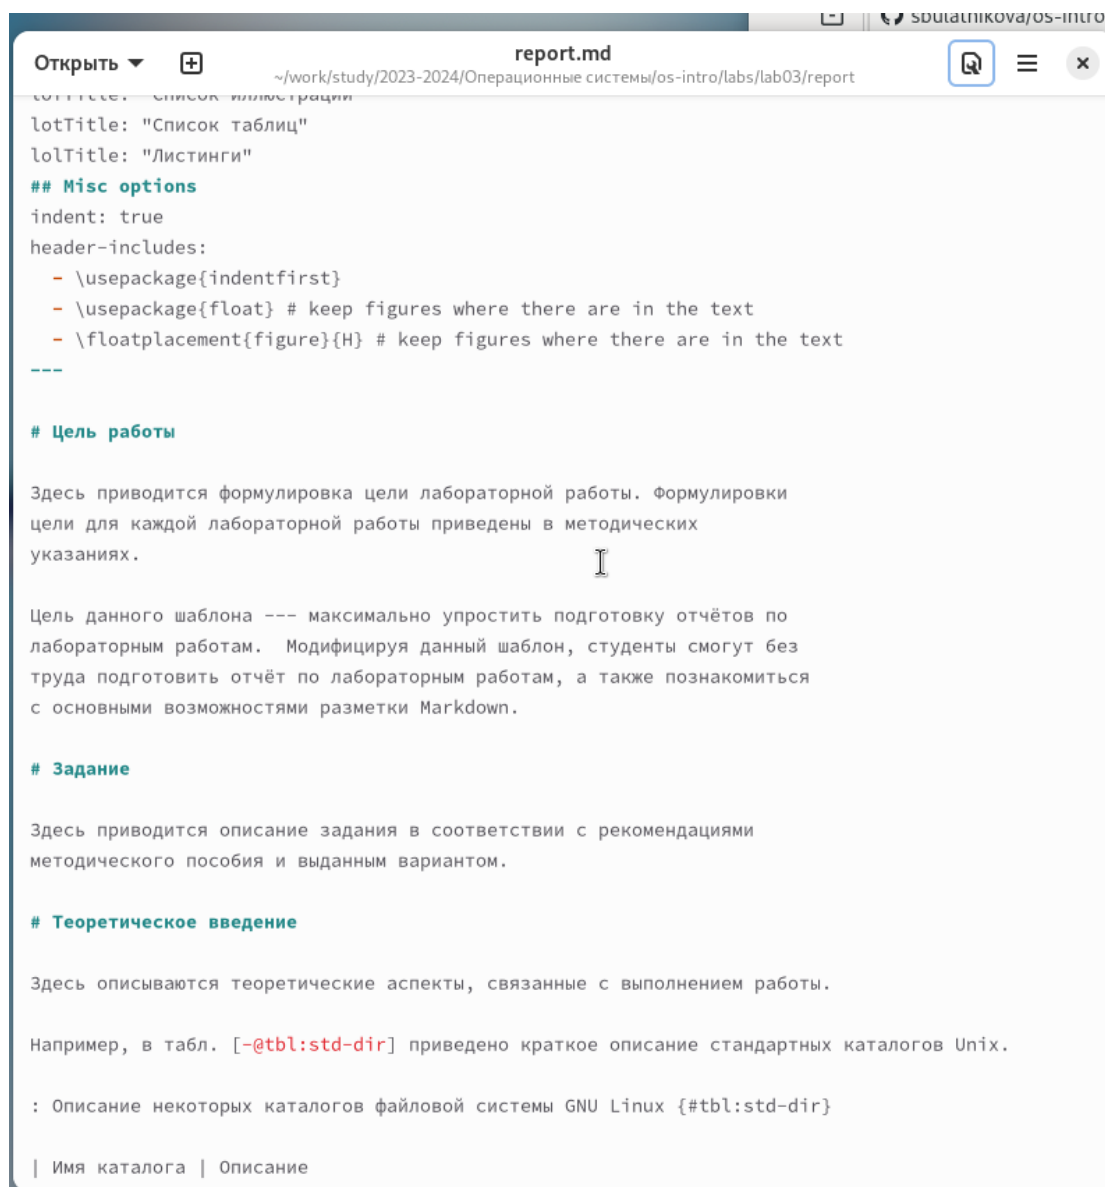 sbulatnikova/os-intro
Открыть
report.md
~/work/study/2023-2024/Операционные системы/os-intro/labs/lab03/report
lofTitle: "Список иллюстраций"
lotTitle: "Список таблиц"
lolTitle: "Листинги"
## Misc options
indent: true
header-includes:
  - \usepackage{indentfirst}
  - \usepackage{float} # keep figures where there are in the text
  - \floatplacement{figure}{H} # keep figures where there are in the text
---
# Цель работы
Здесь приводится формулировка цели лабораторной работы. Формулировки
цели для каждой лабораторной работы приведены в методических
указаниях.
Цель данного шаблона --- максимально упростить подготовку отчётов по
лабораторным работам.  Модифицируя данный шаблон, студенты смогут без
труда подготовить отчёт по лабораторным работам, а также познакомиться
с основными возможностями разметки Markdown.
# Задание
Здесь приводится описание задания в соответствии с рекомендациями
методического пособия и выданным вариантом.
# Теоретическое введение
Здесь описываются теоретические аспекты, связанные с выполнением работы.
Например, в табл. [-@tbl:std-dir] приведено краткое описание стандартных каталогов Unix.
: Описание некоторых каталогов файловой системы GNU Linux {#tbl:std-dir}
| Имя каталога | Описание